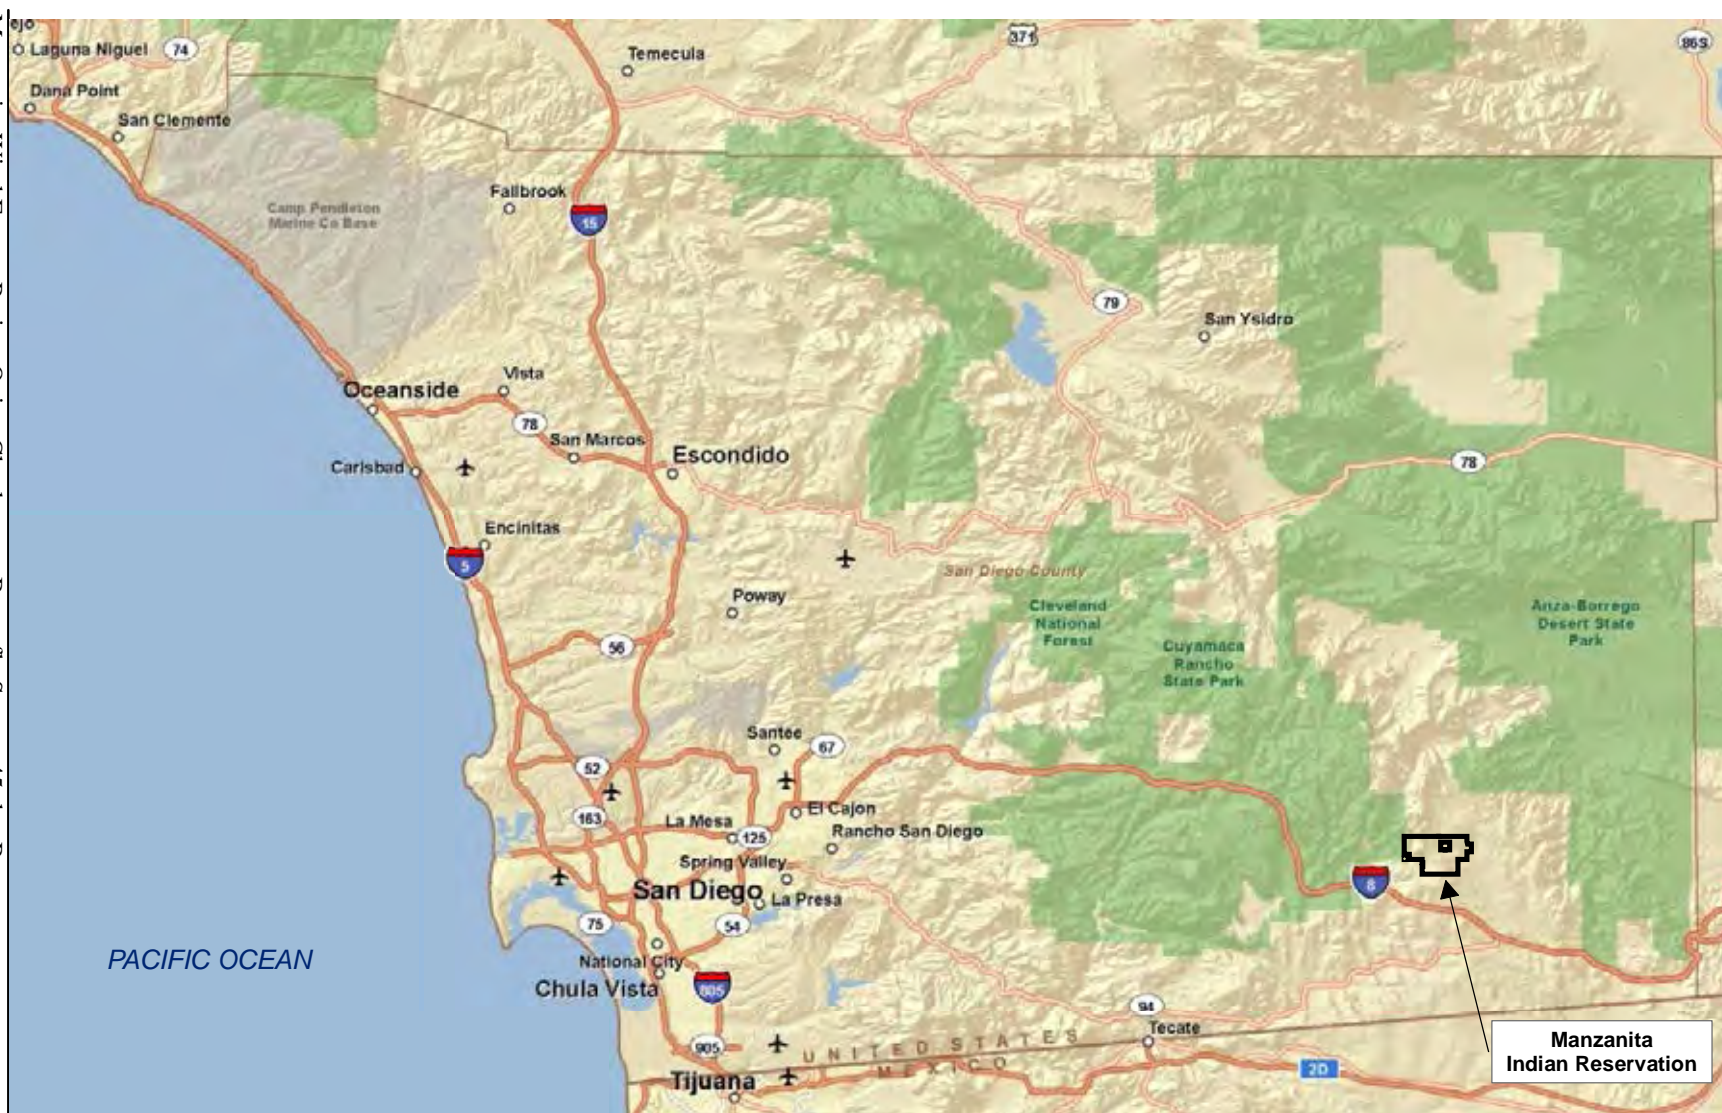 ejo
Laguna Niguel
74
Temecula
371
86S
Dana Point
San Clemente
Fallbrook
15
Camp Pendleton
Marine Co Base
79
San Ysidro
Oceanside
Vista
78
San Marcos
Escondido
Carlsbad
78
Encinitas
5
San Diego County
Poway
Cleveland
National
Forest
Anza-Borrego
Desert State
Park
56
Cuyamaca
Rancho
State Park
Santee
67
52
163
La Mesa
125
El Cajon
Rancho San Diego
Spring Valley
San Diego
La Presa
8
75
54
PACIFIC OCEAN
National City
Chula Vista
805
94
Tecate
905
UNITED STATES
MEXICO
Manzanita
Indian Reservation
2D
Tijuana